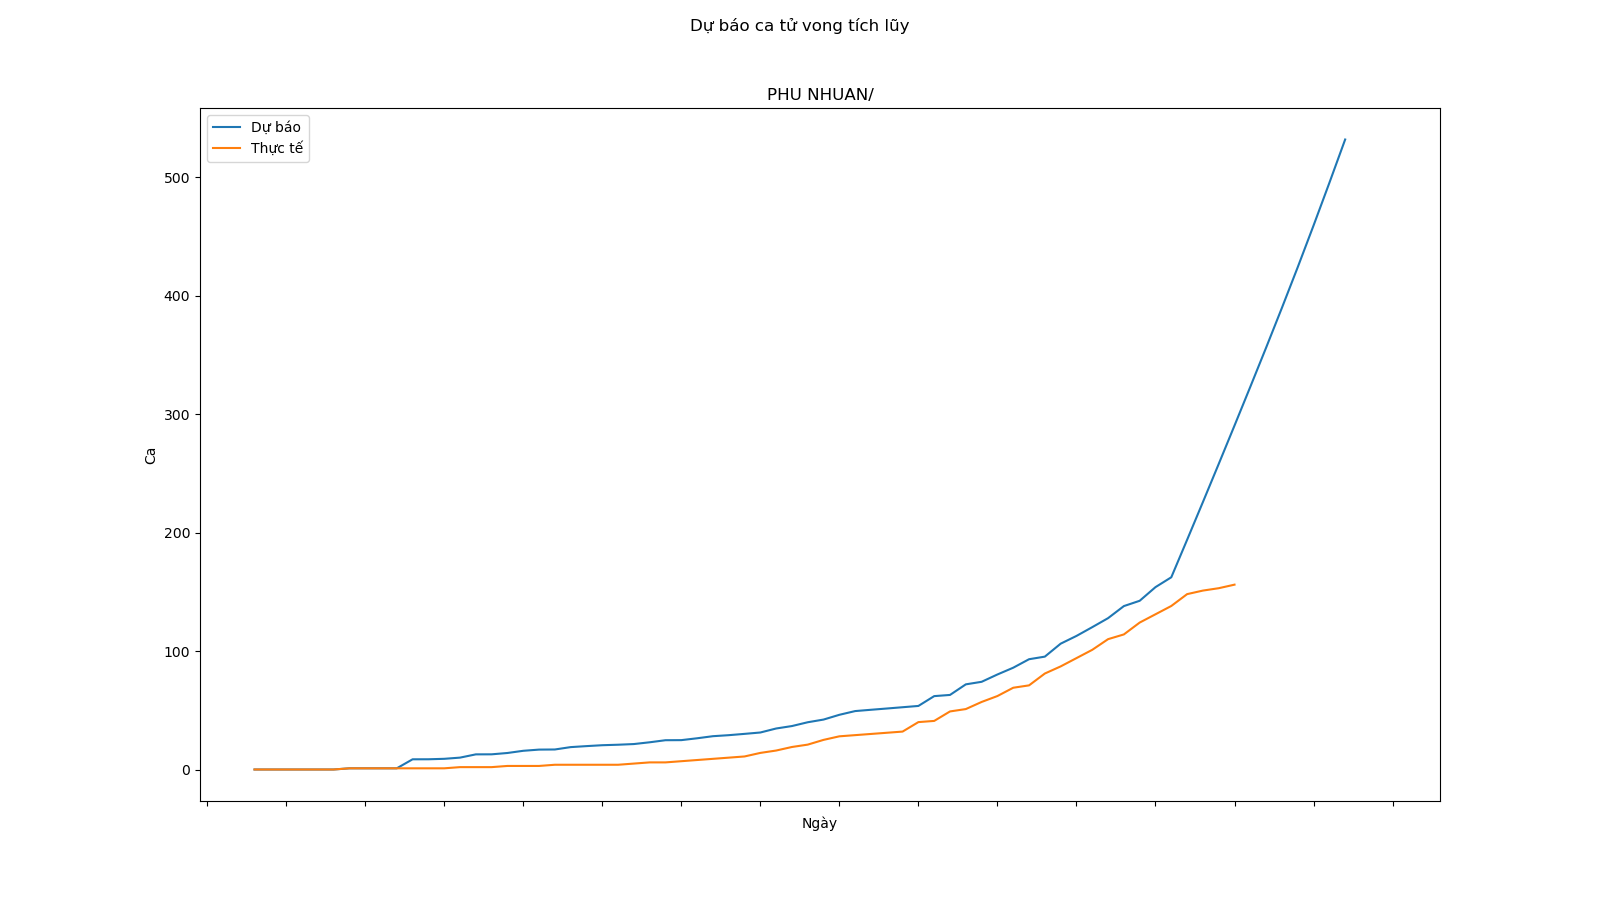 Dự báo ca tử vong tích lũy
PHU NHUAN/
Dự báo
Thực tế
500
400
300
200
100
0
Ca
Ngày